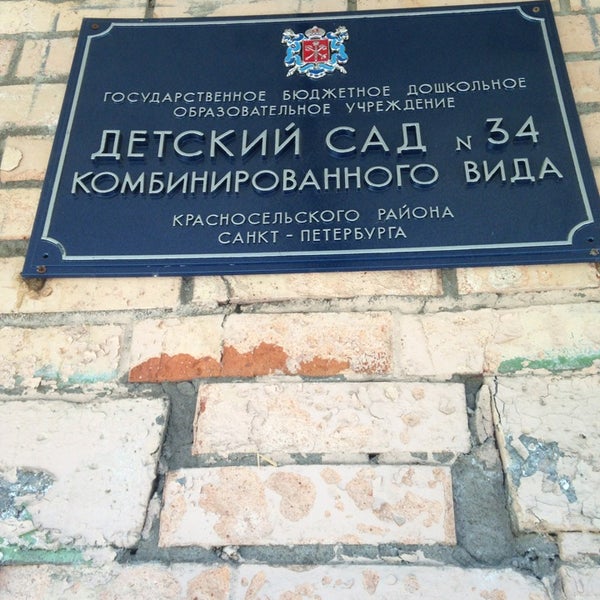 ГОСУДАРСТВЕННОЕ БЮДЖЕТНОЕ ДОШКОЛЬНОЕ
ОБРАЗОВАТЕЛЬНОЕ УЧРЕЖДЕНИЕ
ДЕТСКИЙ САД N 34
КОМБИНИРОВАННОГО ВИДА
КРАСНОСЕЛЬСКОГО РАЙОНА
САНКТ - ПЕТЕРБУРГА